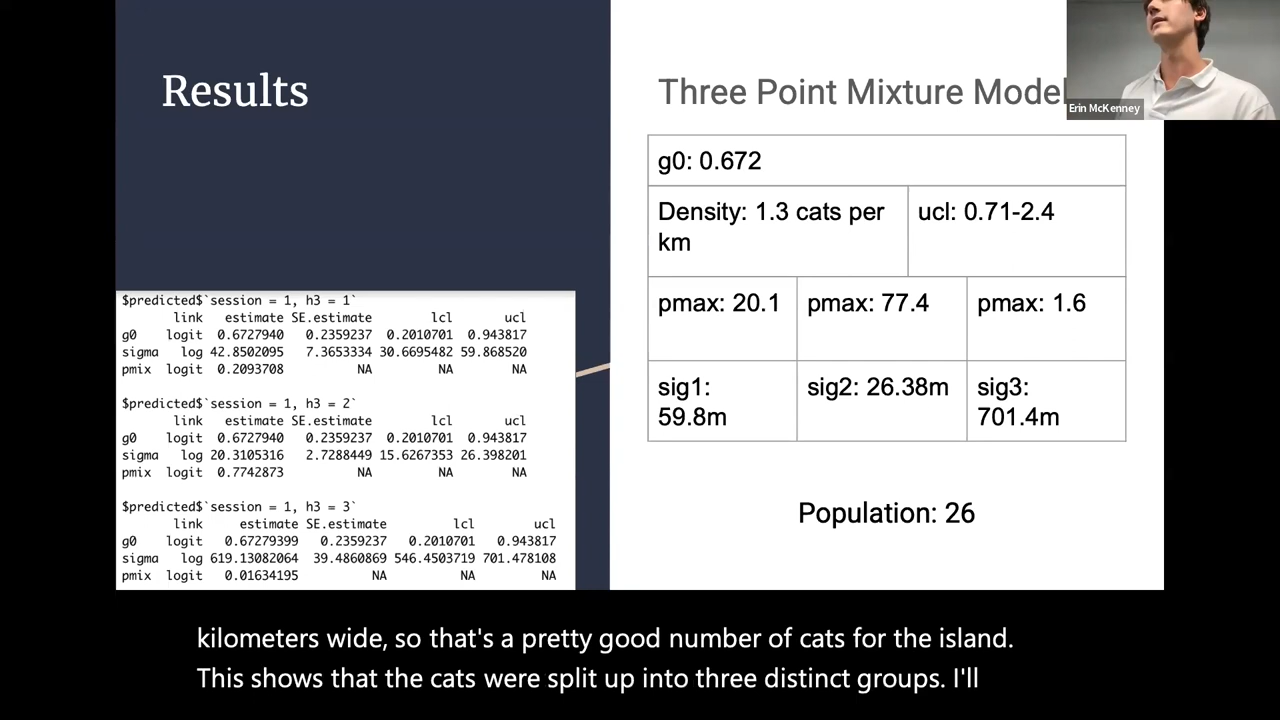 Results
Three Point Mixture Model
Erin McKenney
g0: 0.672
Density: 1.3 cats per
km
ucl: 0.71-2.4
pmax: 20.1
pmax: 77.4
pmax: 1.6
sig1:
59.8m
sig2: 26.38m
sig3:
701.4m
Population: 26
$predicted$`session = 1, h3 = 1`
link estimate SE.estimate lcl ucl
g0 logit 0.6727940 0.2359237 0.2010701 0.943817
sigma log 42.8502095 7.3653334 30.6695482 59.868520
pmix logit 0.2093708 NA NA NA
$predicted$`session = 1, h3 = 2`
link estimate SE.estimate lcl ucl
g0 logit 0.6727940 0.2359237 0.2010701 0.943817
sigma log 20.3105316 2.7288449 15.6267353 26.398201
pmix logit 0.7742873 NA NA NA
$predicted$`session = 1, h3 = 3`
link estimate SE.estimate lcl ucl
g0 logit 0.67279399 0.2359237 0.2010701 0.943817
sigma log 619.13082064 39.4860869 546.4503719 701.478108
pmix logit 0.01634195 NA NA NA
kilometers wide, so that's a pretty good number of cats for the island.
This shows that the cats were split up into three distinct groups. I'll